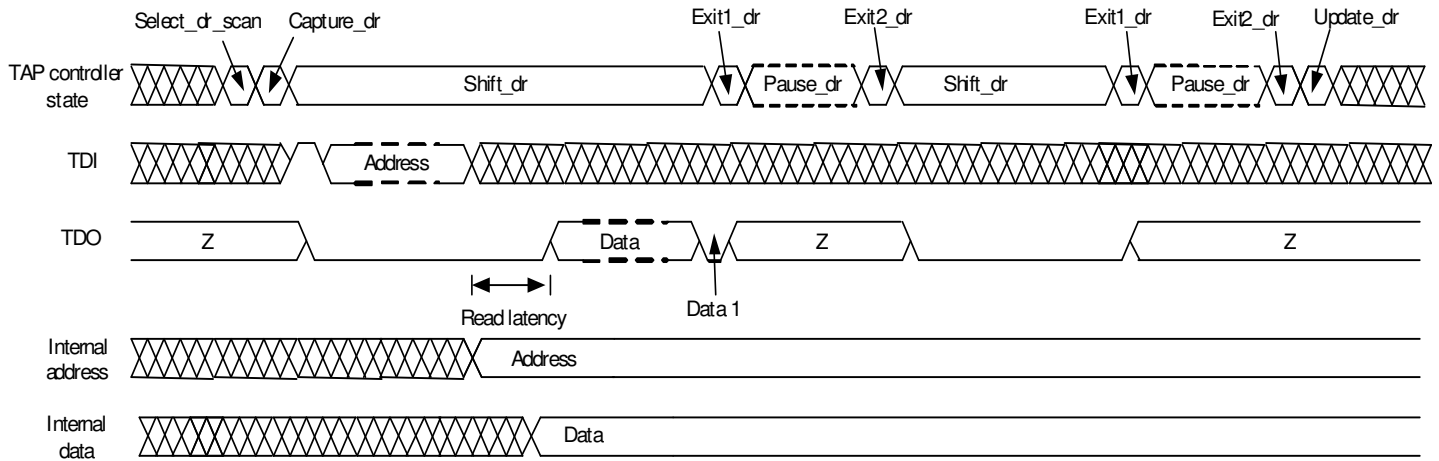 Select_dr_scan Capture_dr Exit1_dr Exit2_dr Exit1_dr Exit2_dr Update_dr
TAP controller
state
Shift_dr Pause_dr Shift_dr Pause_dr
TDI
Address
TDO
Z Data Z Z
Data 1
Read latency
Internal
address
Address
Internal
data
Data